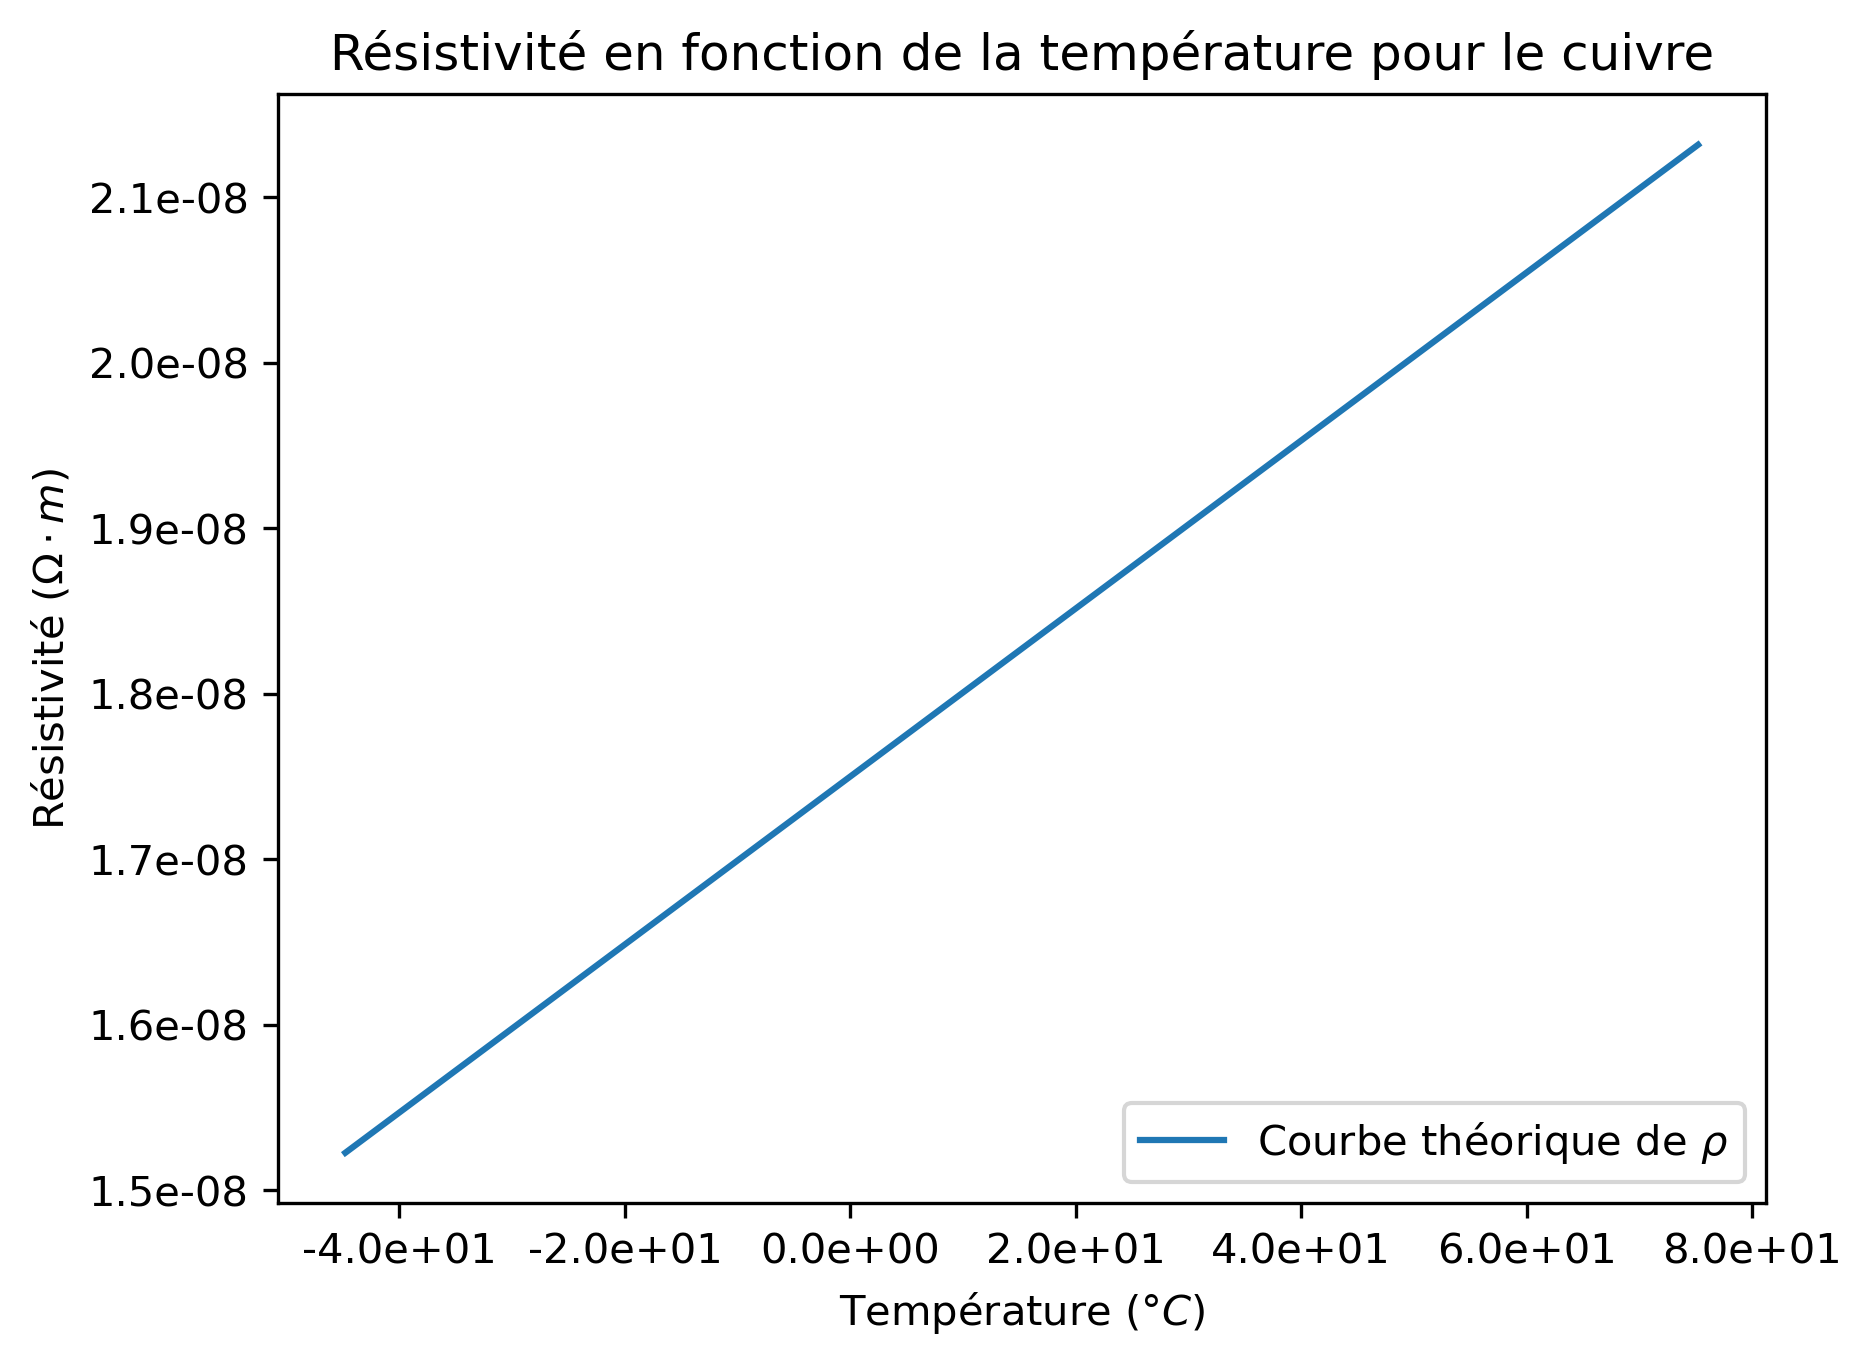 Résistivité en fonction de la température pour le cuivre
2.1e-08
2.0e-08
1.9e-08
1.8e-08
1.7e-08
1.6e-08
1.5e-08
Résistivité (Ω · m)
Courbe théorique de ρ
-4.0e+01 -2.0e+01 0.0e+00 2.0e+01 4.0e+01 6.0e+01 8.0e+01
Température (°C)